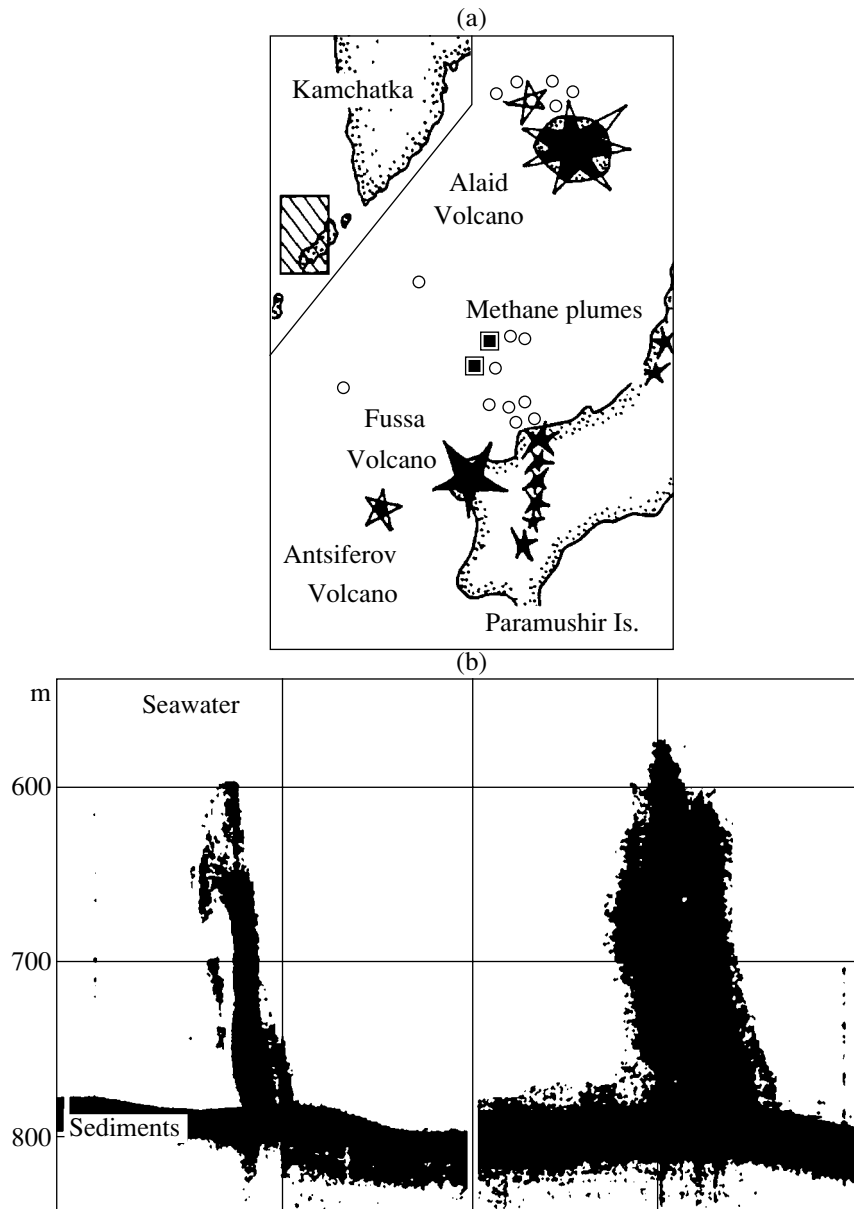 (a)
Kamchatka
Alaid
Volcano
Methane plumes
Fussa
Volcano
Antsiferov
Volcano
Paramushir Is.
(b)
m
Seawater
600
700
Sediments
800